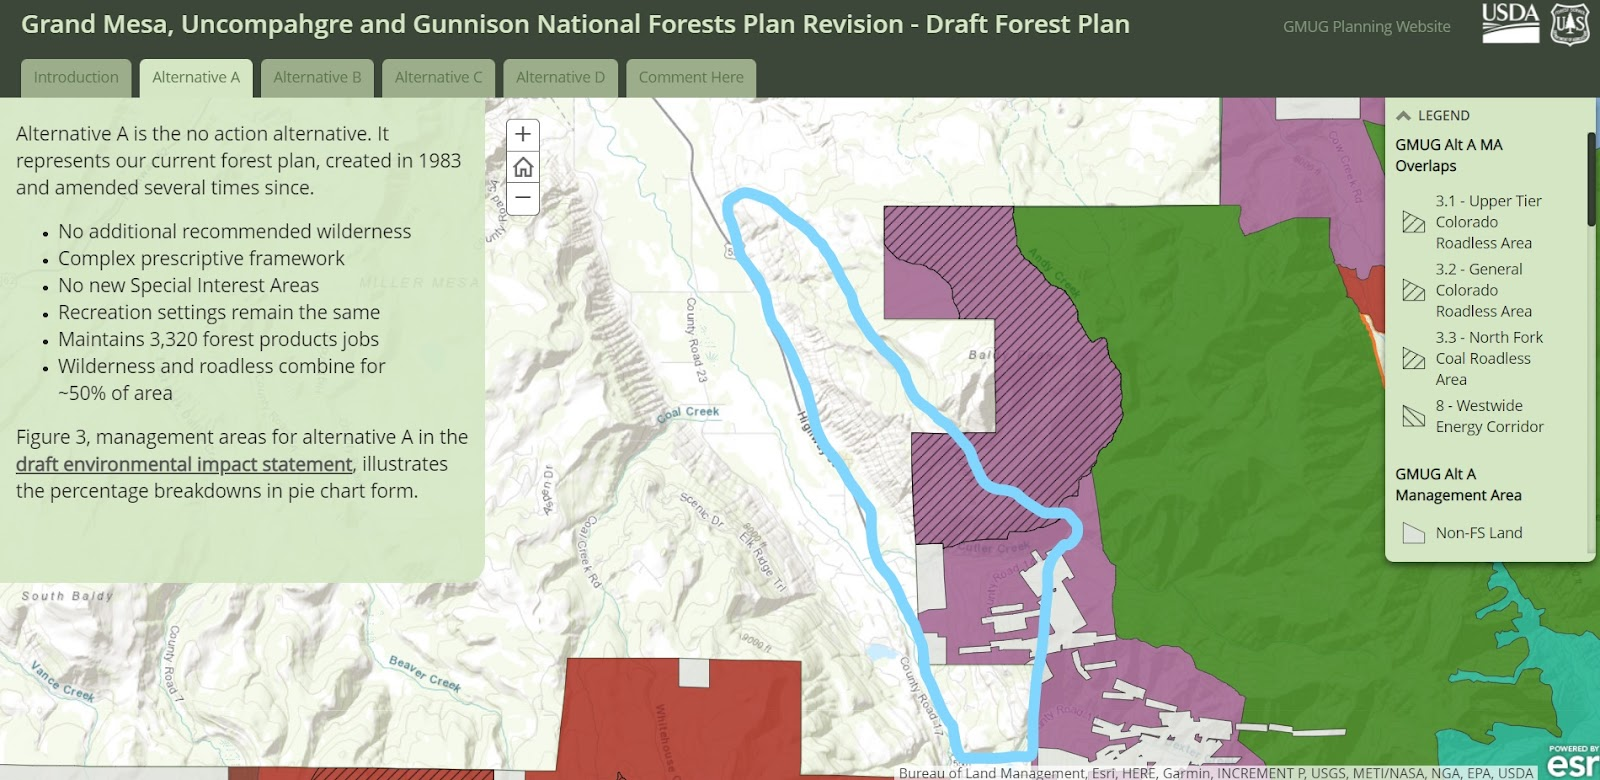 Grand Mesa, Uncompahgre and Gunnison National Forests Plan Revision - Draft Forest Plan
GMUG Planning Website
USDA
Introduction
Alternative A
Alternative B
Alternative C
Alternative D
Comment Here
Alternative A is the no action alternative. It
represents our current forest plan, created in 1983
and amended several times since.
• No additional recommended wilderness
• Complex prescriptive framework
• No new Special Interest Areas
• Recreation settings remain the same
• Maintains 3,320 forest products jobs
• Wilderness and roadless combine for
~50% of area
Figure 3, management areas for alternative A in the
draft environmental impact statement, illustrates
the percentage breakdowns in pie chart form.
+
−
LEGEND
GMUG Alt A MA
Overlaps
3.1 - Upper Tier
Colorado
Roadless Area
3.2 - General
Colorado
Roadless Area
3.3 - North Fork
Coal Roadless
Area
8 - Westwide
Energy Corridor
GMUG Alt A
Management Area
Non-FS Land
MILLER MESA
County Road 23
Coal Creek
Andy Creek
Cow Creek Rd
Aspen Dr
Coal Creek Rd
Scenic Dr
8000 ft
Elk Ridge Trl
9000 ft
Cutler Creek
South Baldy
County Road 7
Vance Creek
Beaver Creek
County Road 17
Whitehouse
Dexter
Bureau of Land Management, Esri, HERE, Garmin, INCREMENT P, USGS, METI/NASA, NGA, EPA, USDA
POWERED BY
esri